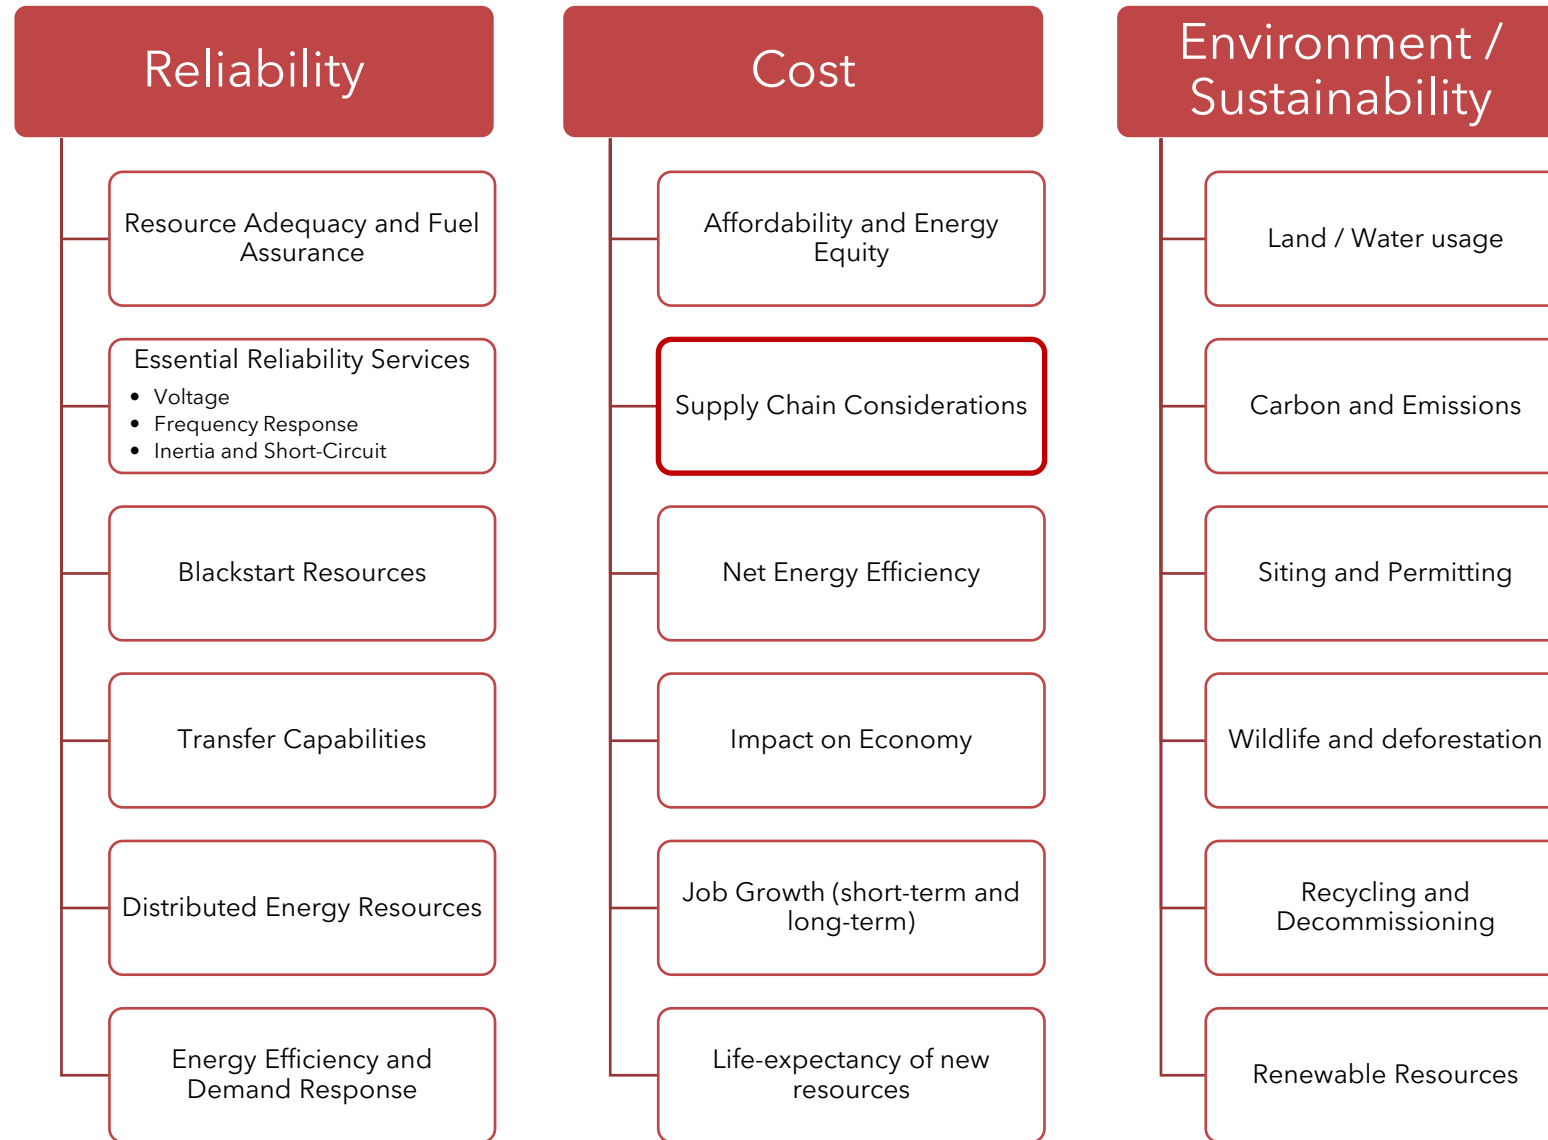 Reliability
Resource Adequacy and Fuel
Assurance
Essential Reliability Services
• Voltage
• Frequency Response
• Inertia and Short-Circuit
Blackstart Resources
Transfer Capabilities
Distributed Energy Resources
Energy Efficiency and
Demand Response
Cost
Affordability and Energy
Equity
Supply Chain Considerations
Net Energy Efficiency
Impact on Economy
Job Growth (short-term and
long-term)
Life-expectancy of new
resources
Environment /
Sustainability
Land / Water usage
Carbon and Emissions
Siting and Permitting
Wildlife and deforestation
Recycling and
Decommissioning
Renewable Resources